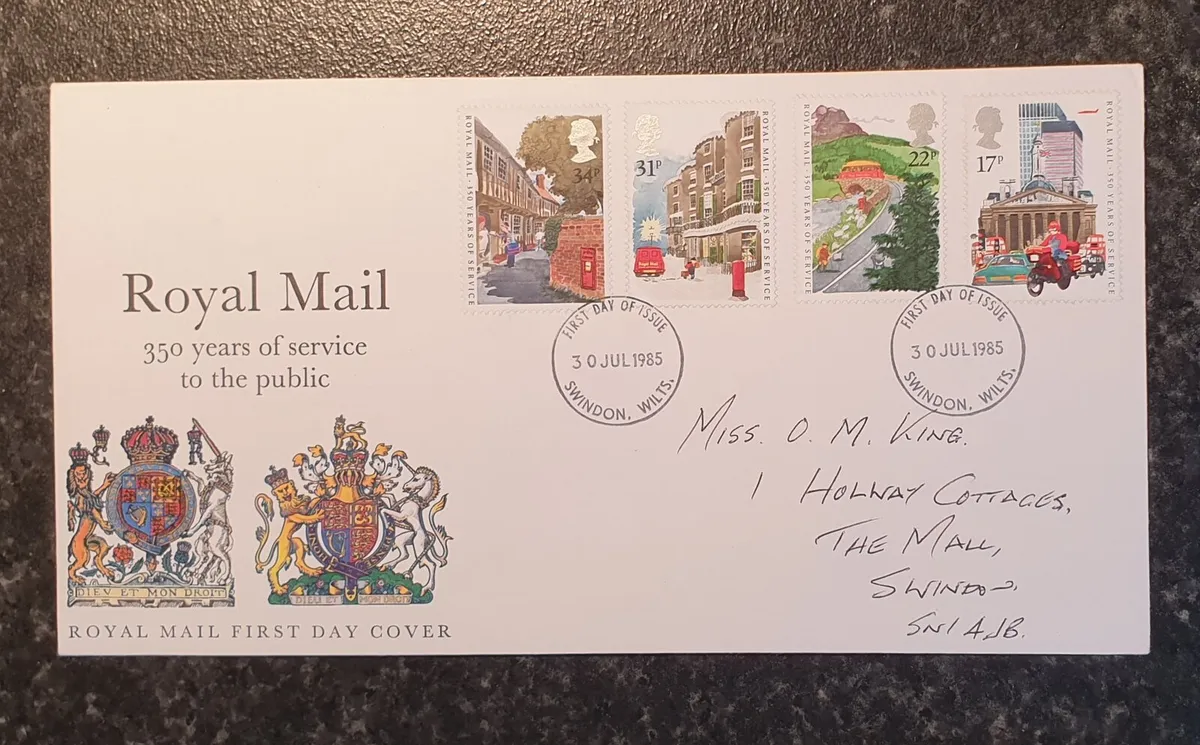 Royal Mail
350 years of service
to the public
DIEV ET MON DROIT
DIEU ET MON DROIT
ROYAL MAIL FIRST DAY COVER
ROYAL MAIL · 350 YEARS OF SERVICE
34P
31P
Royal Mail
ROYAL MAIL · 350 YEARS OF SERVICE
ROYAL MAIL · 350 YEARS OF SERVICE
22P
17P
ROYAL MAIL · 350 YEARS OF SERVICE
FIRST DAY OF ISSUE
30 JUL 1985
SWINDON, WILTS.
FIRST DAY OF ISSUE
30 JUL 1985
SWINDON, WILTS.
MISS. O. M. KING.
1 HOLWAY COTTAGES,
THE MALL,
SWINDON,
SN1 4JB.